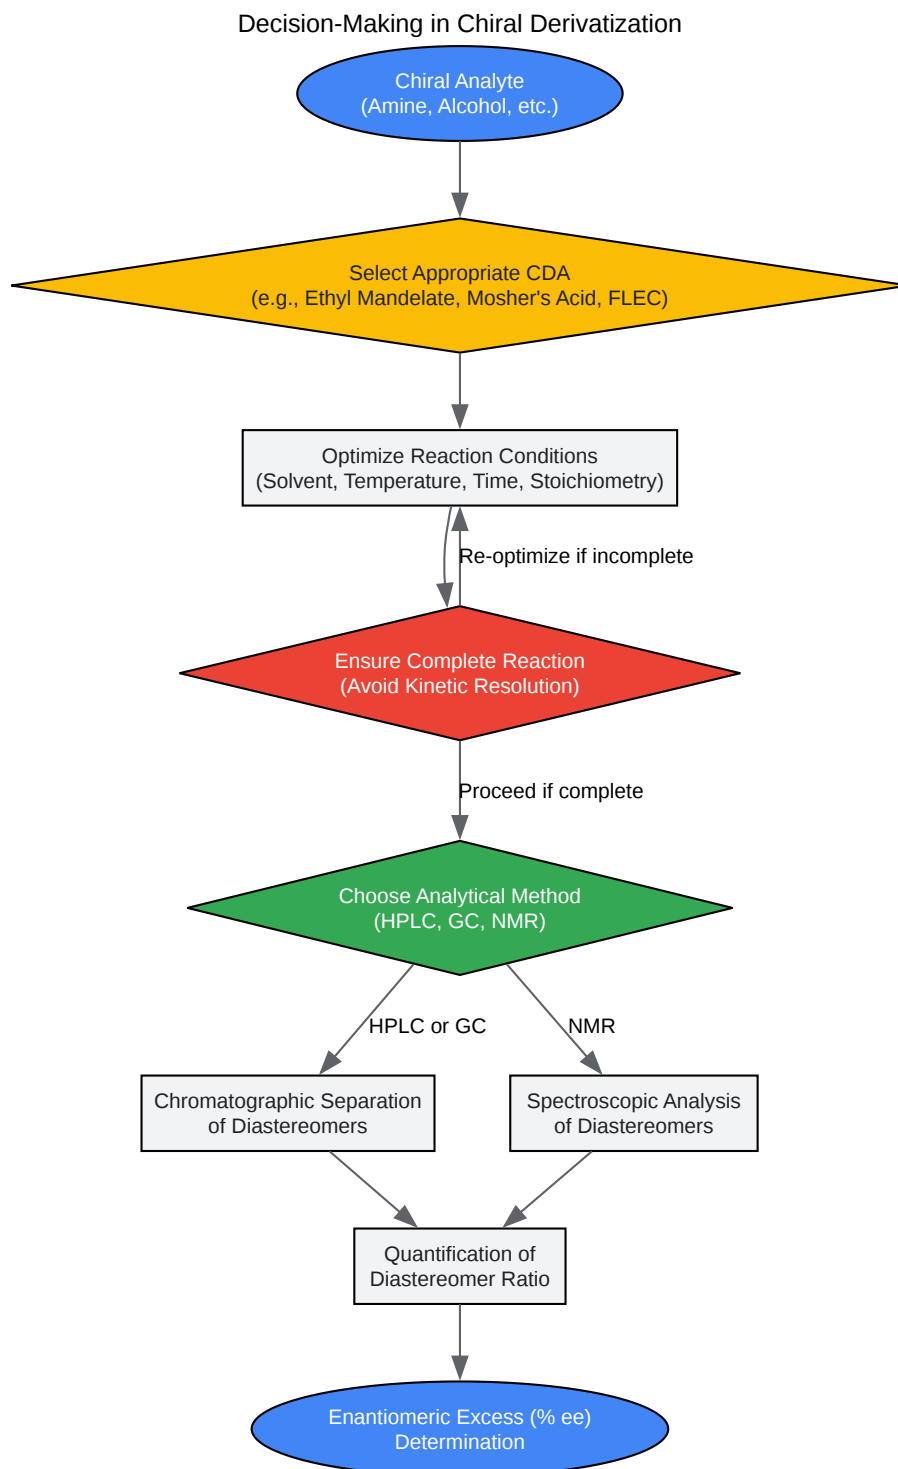 Decision-Making in Chiral Derivatization
Chiral Analyte
(Amine, Alcohol, etc.)
Select Appropriate CDA
(e.g., Ethyl Mandelate, Mosher's Acid, FLEC)
Optimize Reaction Conditions
(Solvent, Temperature, Time, Stoichiometry)
Re-optimize if incomplete
Ensure Complete Reaction
(Avoid Kinetic Resolution)
Proceed if complete
Choose Analytical Method
(HPLC, GC, NMR)
HPLC or GC
NMR
Chromatographic Separation
of Diastereomers
Spectroscopic Analysis
of Diastereomers
Quantification of
Diastereomer Ratio
Enantiomeric Excess (% ee)
Determination